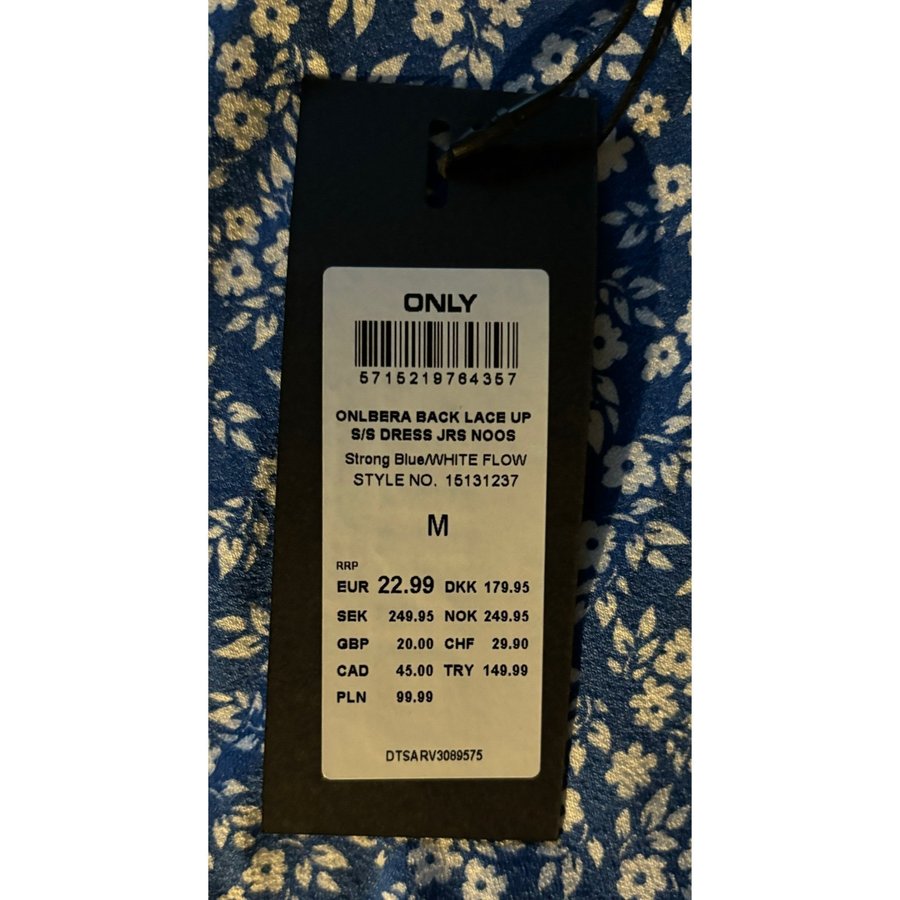 ONLY
5715219764357
ONLBERA BACK LACE UP
S/S DRESS JRS NOOS
Strong Blue/WHITE FLOW
STYLE NO. 15131237
M
RRP
EUR 22.99 DKK 179.95
SEK 249.95 NOK 249.95
GBP 20.00 CHF 29.90
CAD 45.00 TRY 149.99
PLN 99.99
DTSARV3089575